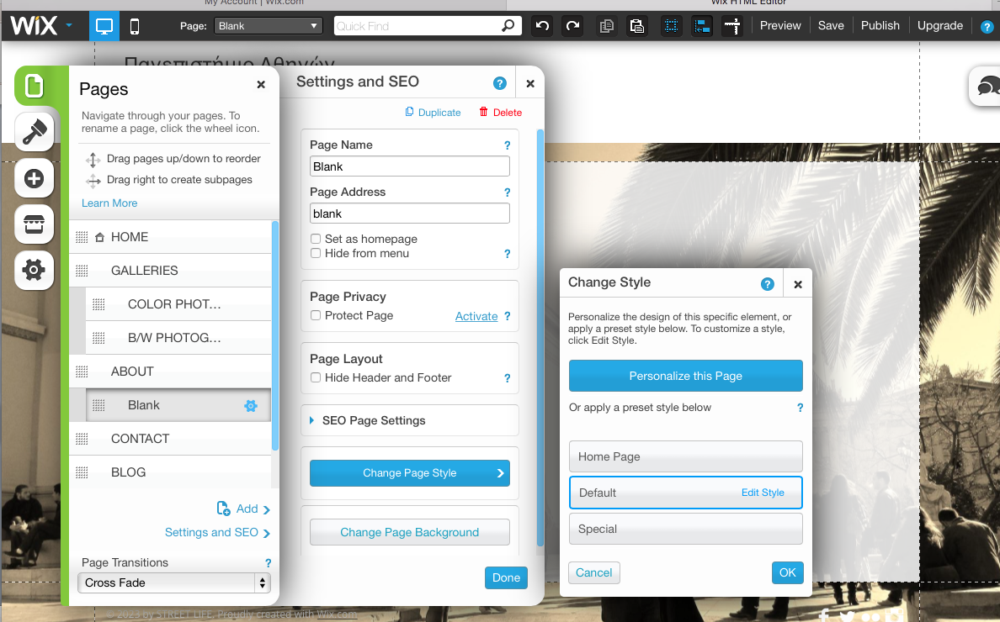 My Account | Wix.com
Wix HTML Editor
WiX
Page:
Blank
Quick Find
Preview
Save
Publish
Upgrade
?
Πανεπιστήμιο Αθηνών
Pages
Navigate through your pages. To
rename a page, click the wheel icon.
Drag pages up/down to reorder
Drag right to create subpages
Learn More
HOME
GALLERIES
COLOR PHOT...
B/W PHOTOG...
ABOUT
Blank
CONTACT
BLOG
Add
Settings and SEO
Page Transitions
?
Cross Fade
Settings and SEO
?
Duplicate
Delete
Page Name
?
Blank
Page Address
?
blank
Set as homepage
Hide from menu
?
Page Privacy
Protect Page
Activate
?
Page Layout
Hide Header and Footer
?
SEO Page Settings
Change Page Style
Change Page Background
Done
Change Style
?
Personalize the design of this specific element, or
apply a preset style below. To customize a style,
click Edit Style.
Personalize this Page
Or apply a preset style below
?
Home Page
Default
Edit Style
Special
Cancel
OK
© 2023 by STREET LIFE. Proudly created with Wix.com